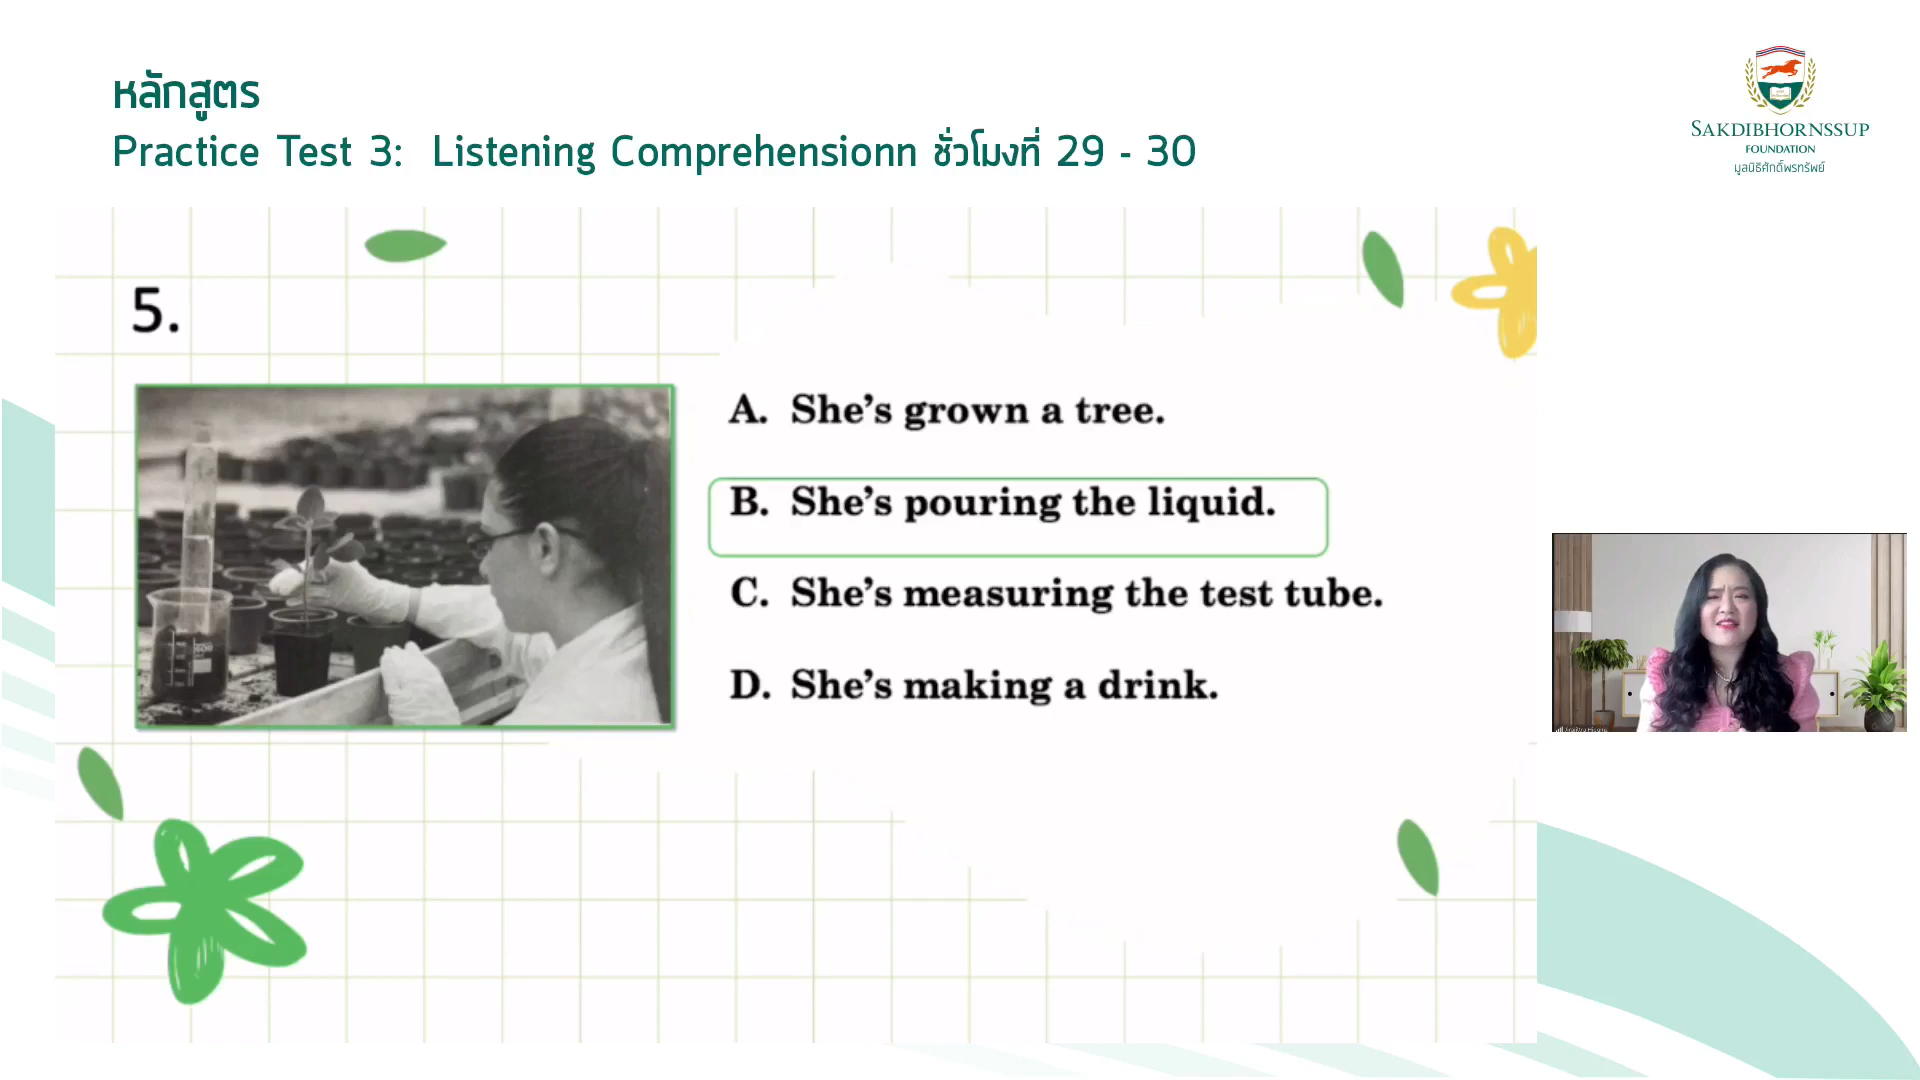 หลักสูตร
Practice Test 3:  Listening Comprehensionn ชั่วโมงที่ 29 - 30
SAKDIBHORNSSUP
FOUNDATION
มูลนิธิศักดิ์พรทรัพย์
5.
A. She’s grown a tree.
B. She’s pouring the liquid.
C. She’s measuring the test tube.
D. She’s making a drink.